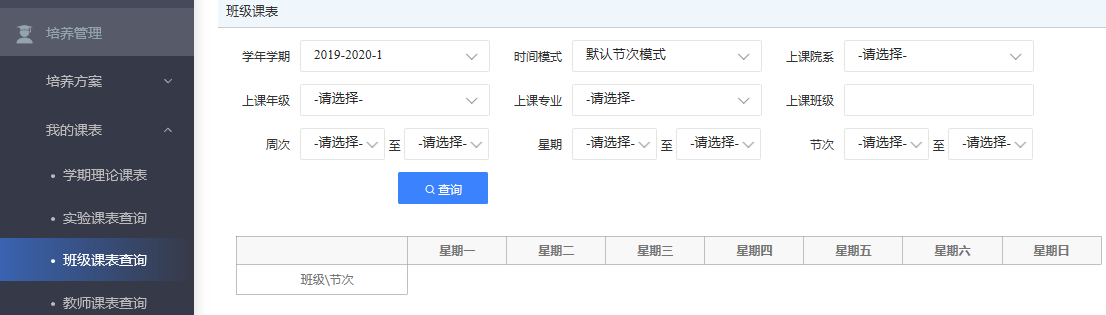 班级课表
培养管理
培养方案
我的课表
学期理论课表
实验课表查询
班级课表查询
教师课表查询
学年学期 2019-2020-1 时间模式 默认节次模式 上课院系 -请选择-
上课年级 -请选择- 上课专业 -请选择- 上课班级
周次 -请选择- 至 -请选择- 星期 -请选择- 至 -请选择- 节次 -请选择- 至 -请选择-
查询
星期一 星期二 星期三 星期四 星期五 星期六 星期日
班级\节次